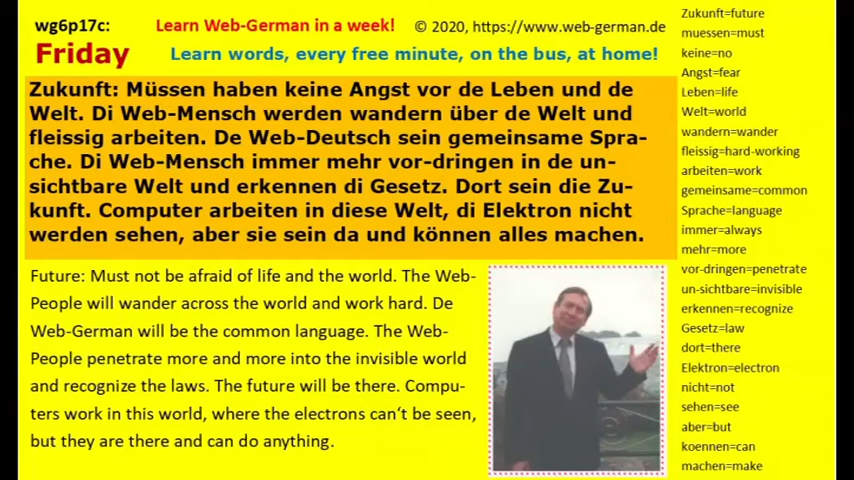 wg6p17c: Learn Web-German in a week! © 2020, https://www.web-german.de
Friday Learn words, every free minute, on the bus, at home!
Zukunft: Müssen haben keine Angst vor de Leben und de
Welt. Di Web-Mensch werden wandern über de Welt und
fleissig arbeiten. De Web-Deutsch sein gemeinsame Spra-
che. Di Web-Mensch immer mehr vor-dringen in de un-
sichtbare Welt und erkennen di Gesetz. Dort sein die Zu-
kunft. Computer arbeiten in diese Welt, di Elektron nicht
werden sehen, aber sie sein da und können alles machen.
Future: Must not be afraid of life and the world. The Web-
People will wander across the world and work hard. De
Web-German will be the common language. The Web-
People penetrate more and more into the invisible world
and recognize the laws. The future will be there. Compu-
ters work in this world, where the electrons can‘t be seen,
but they are there and can do anything.
Zukunft=future
muessen=must
keine=no
Angst=fear
Leben=life
Welt=world
wandern=wander
fleissig=hard-working
arbeiten=work
gemeinsame=common
Sprache=language
immer=always
mehr=more
vor-dringen=penetrate
un-sichtbare=invisible
erkennen=recognize
Gesetz=law
dort=there
Elektron=electron
nicht=not
sehen=see
aber=but
koennen=can
machen=make